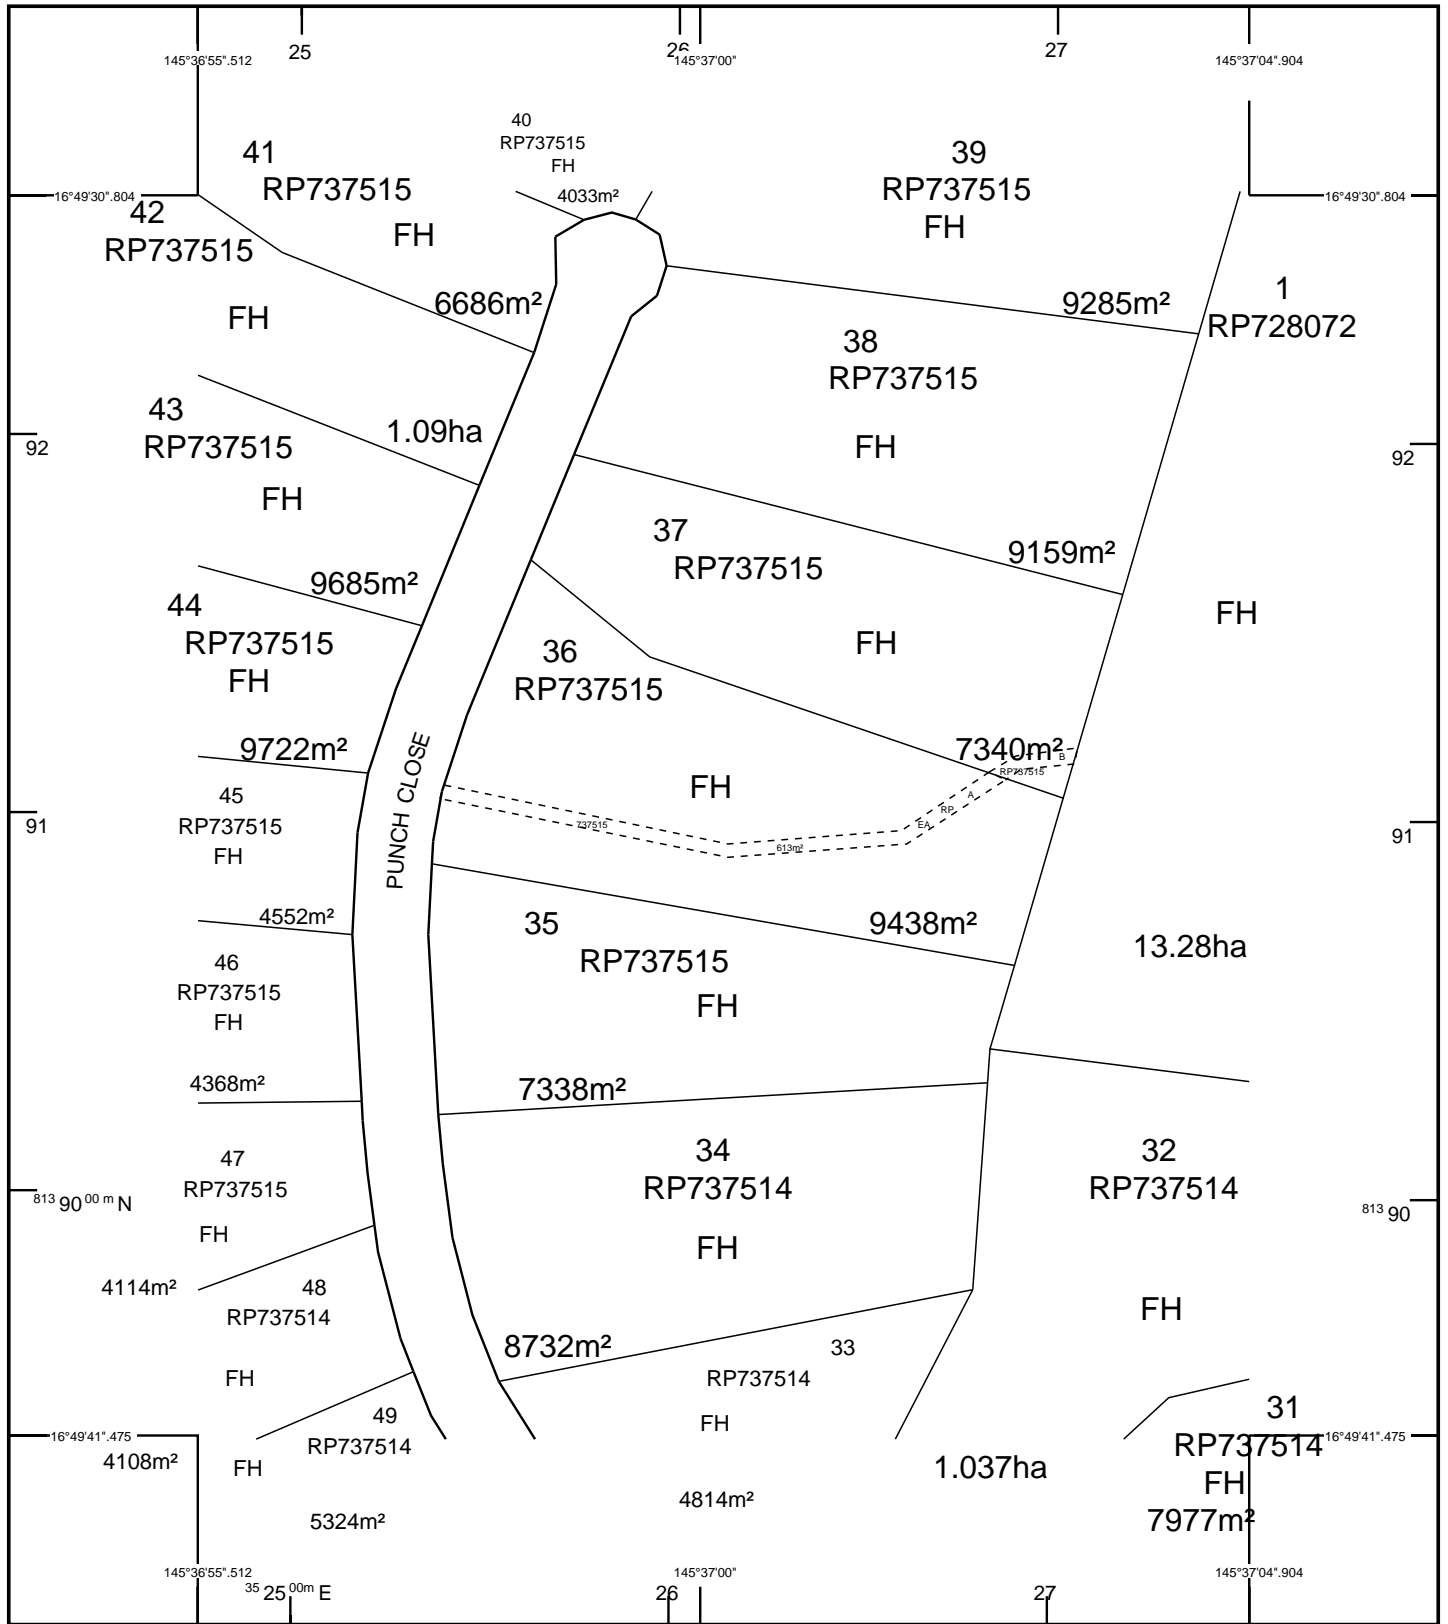 25
26
27
145°36'55".512
145°37'00"
145°37'04".904
40
RP737515
FH
4033m²
41
RP737515
FH
39
RP737515
FH
16°49'30".804
16°49'30".804
42
RP737515
FH
6686m²
9285m²
1
RP728072
38
RP737515
FH
43
RP737515
FH
1.09ha
92
92
37
RP737515
FH
9159m²
9685m²
44
RP737515
FH
FH
36
RP737515
FH
9722m²
PUNCH CLOSE
7340m²
B
RP737515
A
RP
EA
737515
613m²
45
RP737515
FH
91
91
4552m²
35
RP737515
FH
9438m²
13.28ha
46
RP737515
FH
4368m²
7338m²
47
RP737515
FH
34
RP737514
FH
32
RP737514
FH
813 90 00 m N
813 90
4114m²
48
RP737514
FH
8732m²
33
RP737514
FH
49
RP737514
FH
31
RP737514
FH
7977m²
16°49'41".475
16°49'41".475
4108m²
1.037ha
4814m²
5324m²
145°36'55".512
145°37'00"
145°37'04".904
35 25 00m E
26
27